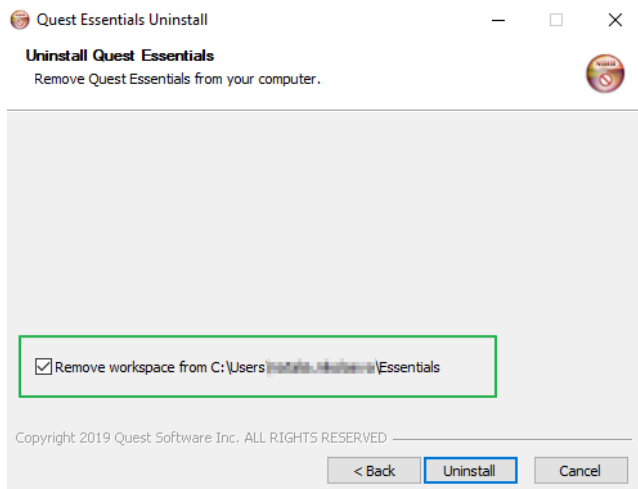 Quest Essentials Uninstall
Uninstall Quest Essentials
Remove Quest Essentials from your computer.
Remove workspace from C:\Users\ \Essentials
Copyright 2019 Quest Software Inc. ALL RIGHTS RESERVED
< Back Uninstall Cancel